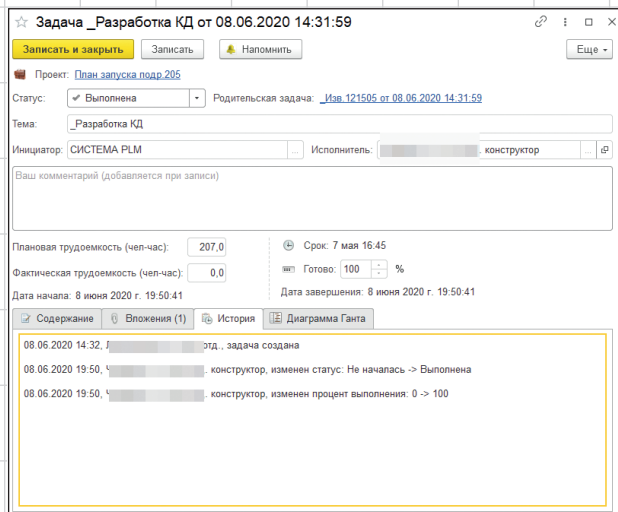 Задача _Разработка КД от 08.06.2020 14:31:59
Записать и закрыть Записать Напомнить Еще
Проект: План запуска подр.205
Статус: Выполнена Родительская задача: _Изв.121505 от 08.06.2020 14:31:59
Тема: _Разработка КД
Инициатор: СИСТЕМА PLM ... Исполнитель: . конструктор ...
Ваш комментарий (добавляется при записи)
Плановая трудоемкость (чел-час): 207,0 Срок: 7 мая 16:45
Фактическая трудоемкость (чел-час): 0,0 Готово: 100 %
Дата начала: 8 июня 2020 г. 19:50:41 Дата завершения: 8 июня 2020 г. 19:50:41
Содержание Вложения (1) История Диаграмма Ганта
08.06.2020 14:32, отд., задача создана
08.06.2020 19:50, . конструктор, изменен статус: Не началась -> Выполнена
08.06.2020 19:50, . конструктор, изменен процент выполнения: 0 -> 100